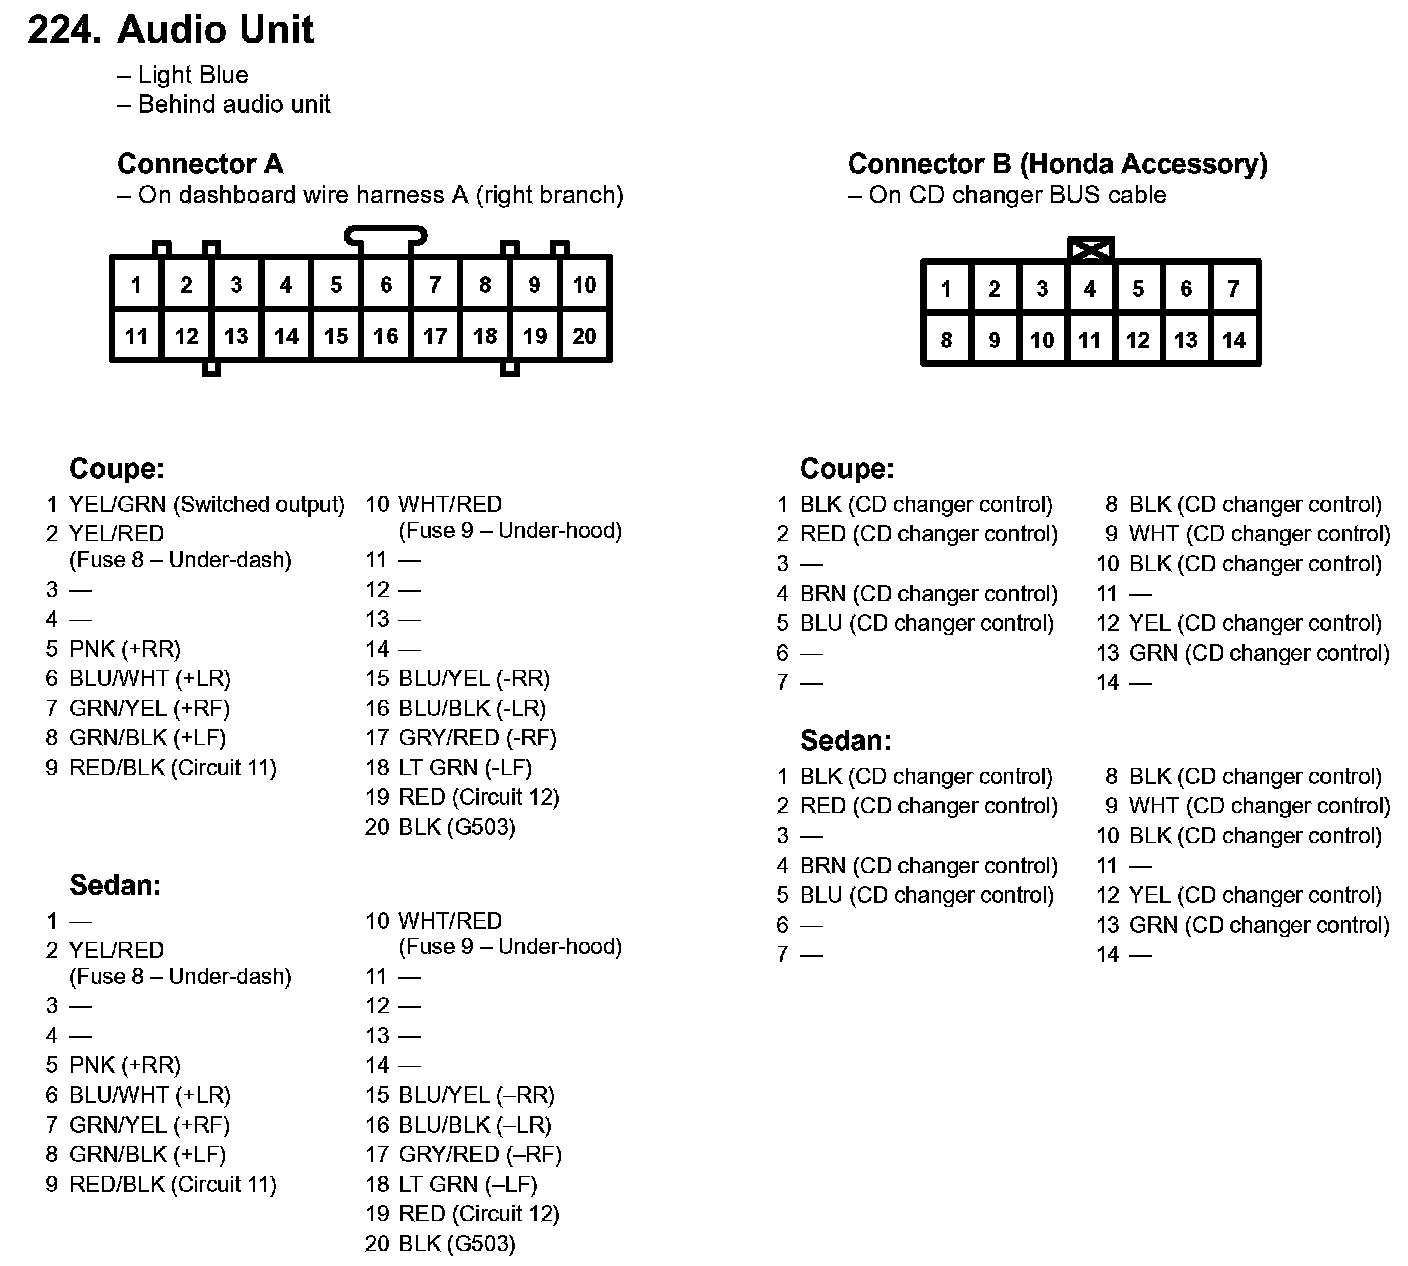 224. Audio Unit
– Light Blue
– Behind audio unit
Connector A
– On dashboard wire harness A (right branch)
1 2 3 4 5 6 7 8 9 10
11 12 13 14 15 16 17 18 19 20
Coupe:
1 YEL/GRN (Switched output)
2 YEL/RED
(Fuse 8 – Under-dash)
3 —
4 —
5 PNK (+RR)
6 BLU/WHT (+LR)
7 GRN/YEL (+RF)
8 GRN/BLK (+LF)
9 RED/BLK (Circuit 11)
10 WHT/RED
(Fuse 9 – Under-hood)
11 —
12 —
13 —
14 —
15 BLU/YEL (-RR)
16 BLU/BLK (-LR)
17 GRY/RED (-RF)
18 LT GRN (-LF)
19 RED (Circuit 12)
20 BLK (G503)
Sedan:
1 —
2 YEL/RED
(Fuse 8 – Under-dash)
3 —
4 —
5 PNK (+RR)
6 BLU/WHT (+LR)
7 GRN/YEL (+RF)
8 GRN/BLK (+LF)
9 RED/BLK (Circuit 11)
10 WHT/RED
(Fuse 9 – Under-hood)
11 —
12 —
13 —
14 —
15 BLU/YEL (–RR)
16 BLU/BLK (–LR)
17 GRY/RED (–RF)
18 LT GRN (–LF)
19 RED (Circuit 12)
20 BLK (G503)
Connector B (Honda Accessory)
– On CD changer BUS cable
1 2 3 4 5 6 7
8 9 10 11 12 13 14
Coupe:
1 BLK (CD changer control)
2 RED (CD changer control)
3 —
4 BRN (CD changer control)
5 BLU (CD changer control)
6 —
7 —
8 BLK (CD changer control)
9 WHT (CD changer control)
10 BLK (CD changer control)
11 —
12 YEL (CD changer control)
13 GRN (CD changer control)
14 —
Sedan:
1 BLK (CD changer control)
2 RED (CD changer control)
3 —
4 BRN (CD changer control)
5 BLU (CD changer control)
6 —
7 —
8 BLK (CD changer control)
9 WHT (CD changer control)
10 BLK (CD changer control)
11 —
12 YEL (CD changer control)
13 GRN (CD changer control)
14 —